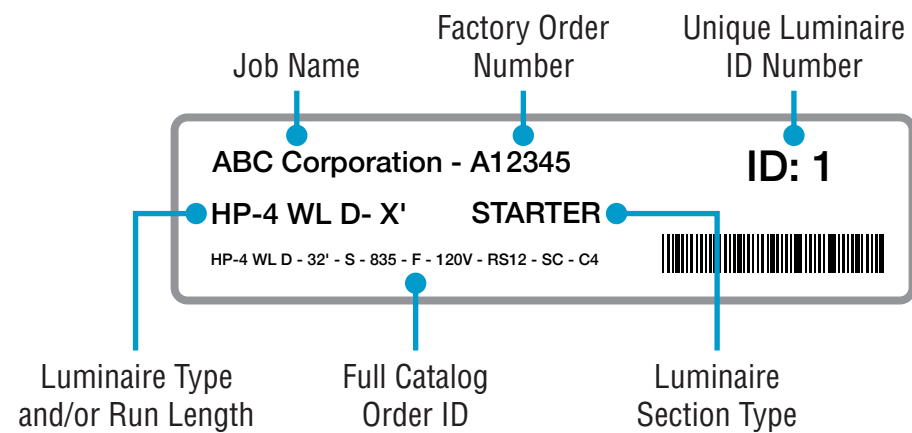 Job Name
Factory Order
Number
Unique Luminaire
ID Number
ABC Corporation - A12345
ID: 1
HP-4 WL D- X'
STARTER
HP-4 WL D - 32' - S - 835 - F - 120V - RS12 - SC - C4
Luminaire Type
and/or Run Length
Full Catalog
Order ID
Luminaire
Section Type